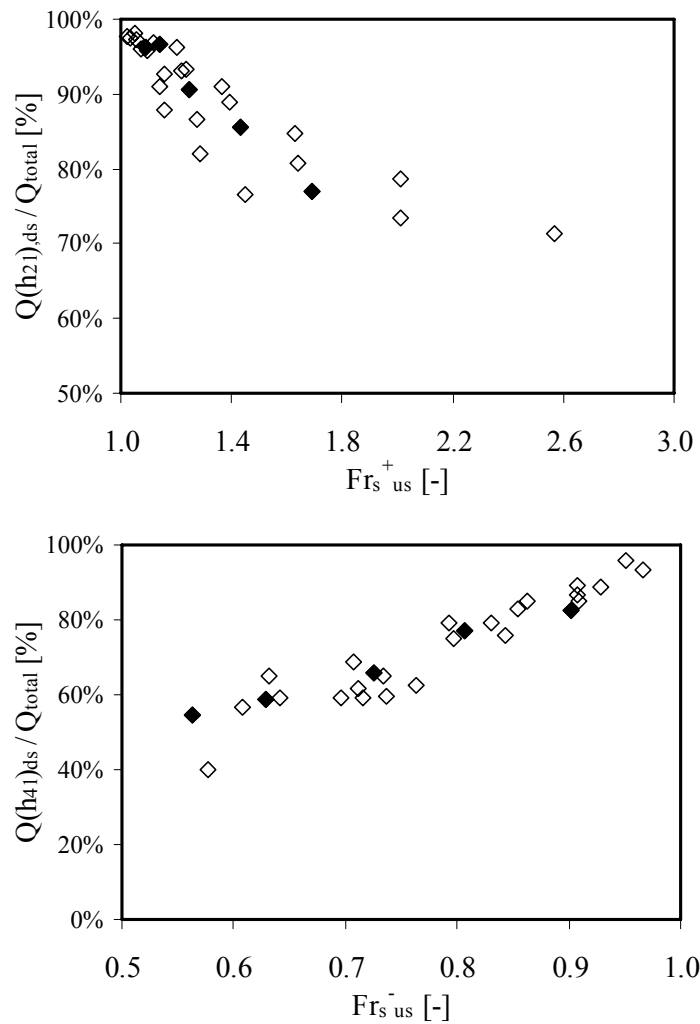 100%
90%
80%
70%
60%
50%
Q(h21),ds / Qtotal [%]
1.0 1.4 1.8 2.2 2.6 3.0
Frs+us [-]
100%
80%
60%
40%
20%
0%
Q(h41)ds / Qtotal [%]
0.5 0.6 0.7 0.8 0.9 1.0
Frs-us [-]